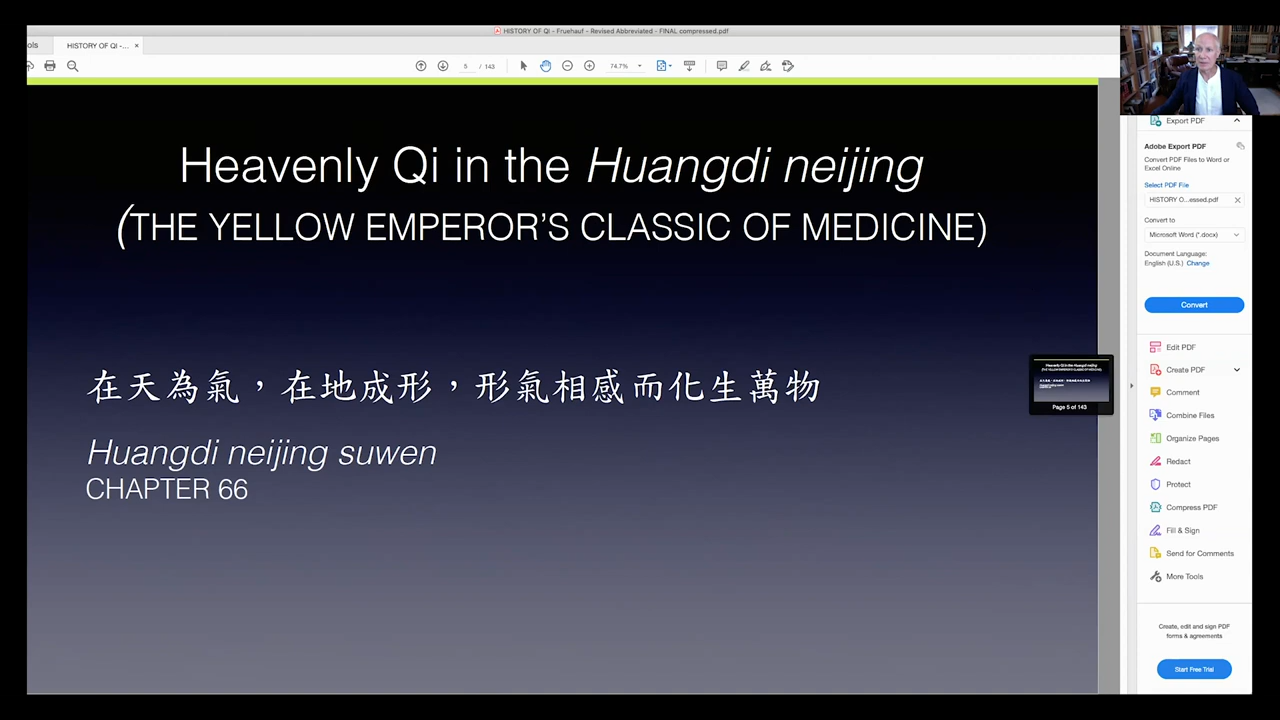 HISTORY OF QI - Fruehauf - Revised Abbreviated - FINAL compressed.pdf
ols
HISTORY OF QI -...
×
5 / 143
74.7%
Heavenly Qi in the Huangdi neijing
(THE YELLOW EMPEROR'S CLASSIC OF MEDICINE)
在天為氣，在地成形，形氣相感而化生萬物
Huangdi neijing suwen
CHAPTER 66
Page 5 of 143
Export PDF
Adobe Export PDF
Convert PDF Files to Word or
Excel Online
Select PDF File
HISTORY O...essed.pdf
Convert to
Microsoft Word (*.docx)
Document Language:
English (U.S.) Change
Convert
Edit PDF
Create PDF
Comment
Combine Files
Organize Pages
Redact
Protect
Compress PDF
Fill & Sign
Send for Comments
More Tools
Create, edit and sign PDF
forms & agreements
Start Free Trial